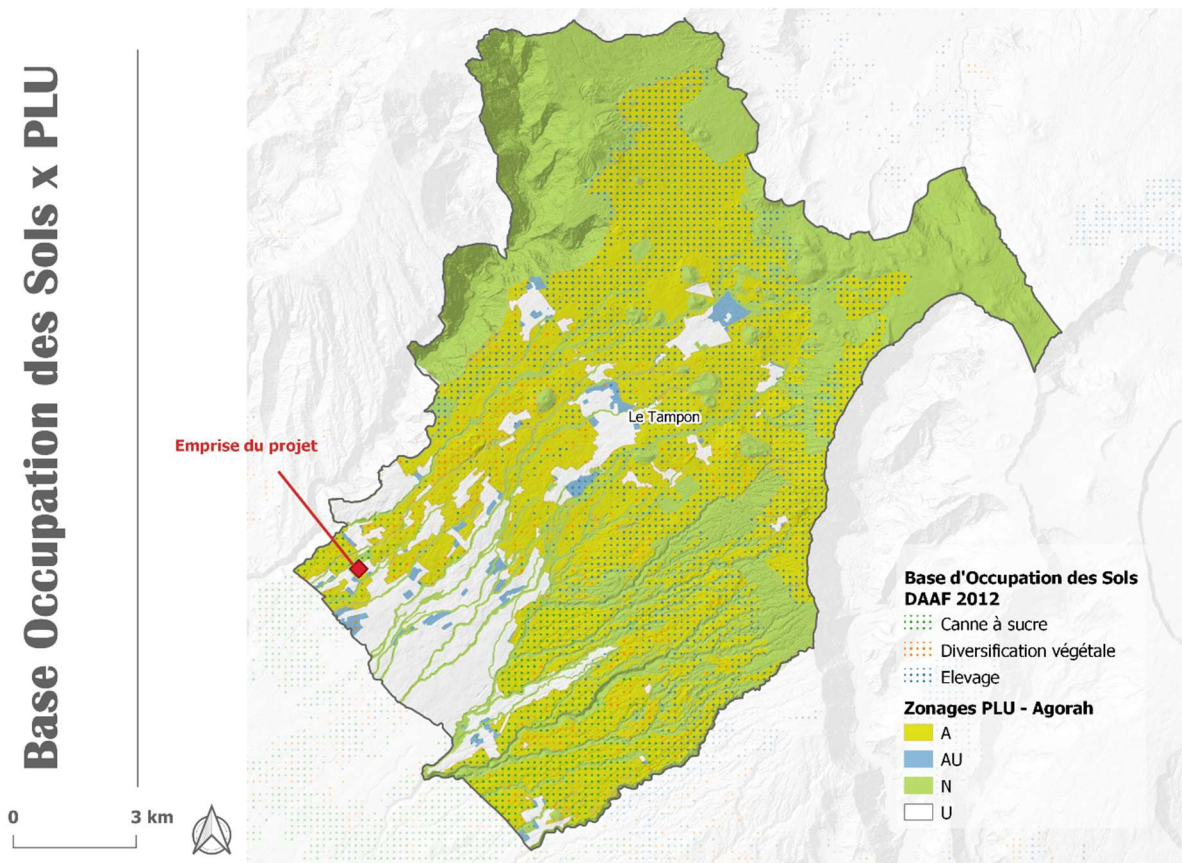 Base Occupation des Sols x PLU
Le Tampon
Emprise du projet
Base d'Occupation des Sols
DAAF 2012
Canne à sucre
Diversification végétale
Elevage
Zonages PLU - Agorah
A
AU
N
U
0 3 km